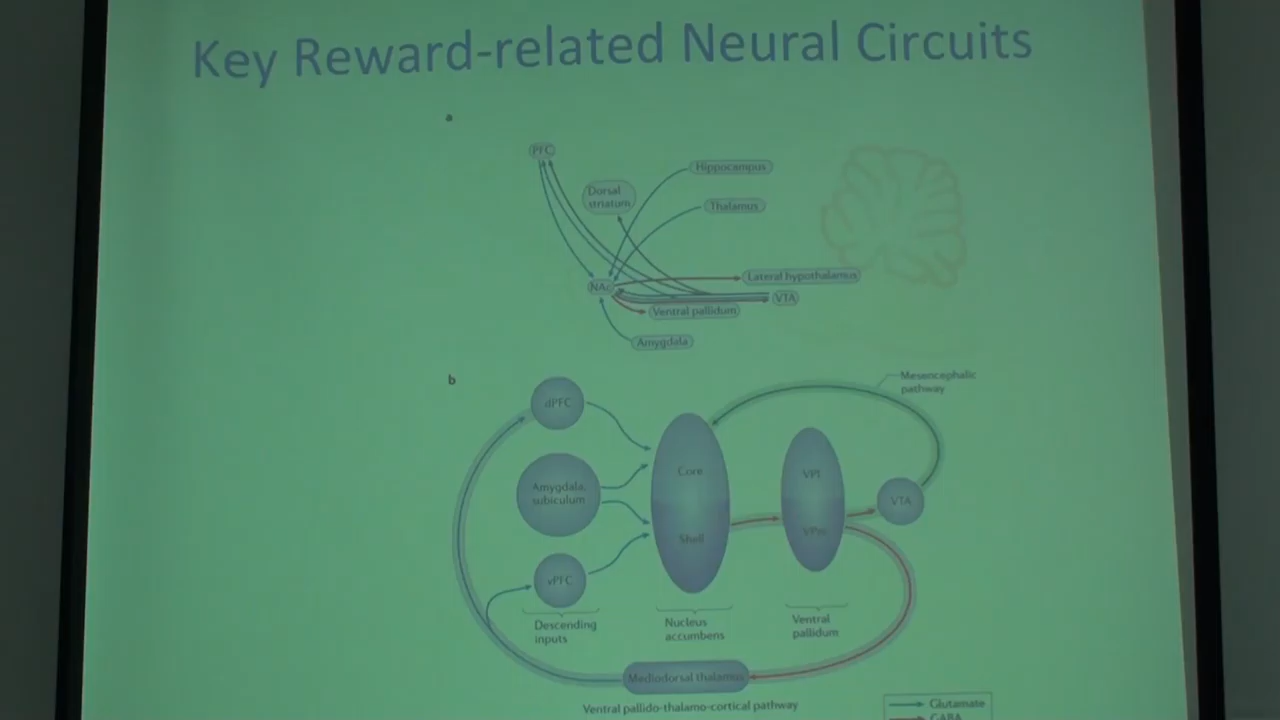 Key Reward-related Neural Circuits
a
PFC
Hippocampus
Dorsal
striatum
Thalamus
Lateral hypothalamus
NAc
VTA
Ventral pallidum
Amygdala
b
Mesencephalic
pathway
dPFC
Core
VPl
Amygdala,
subiculum
VTA
Shell
VPm
vPFC
Descending
inputs
Nucleus
accumbens
Ventral
pallidum
Mediodorsal thalamus
Ventral pallido-thalamo-cortical pathway
Glutamate
GABA